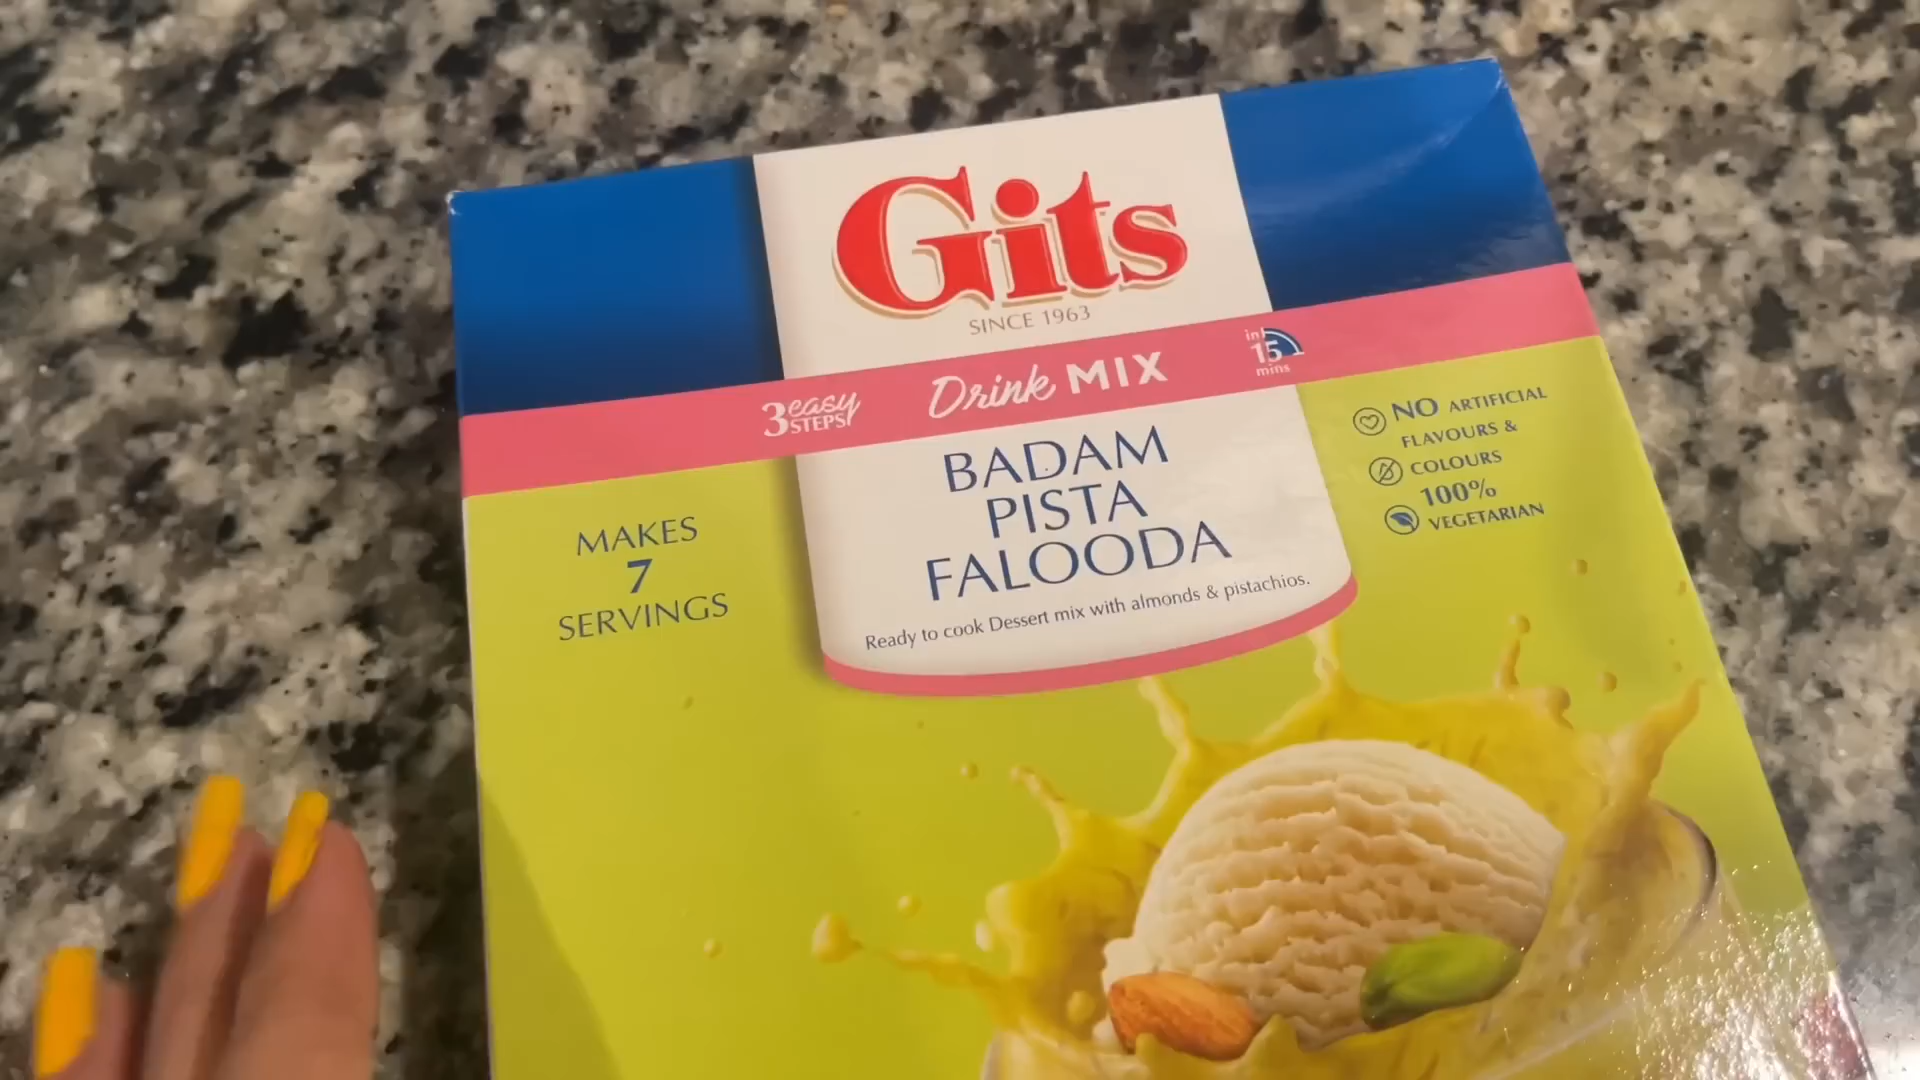 Gits
SINCE 1963
3 easy STEPS
Drink MIX
in 15 mins
BADAM
PISTA
FALOODA
Ready to cook Dessert mix with almonds & pistachios.
MAKES
7
SERVINGS
NO ARTIFICIAL
FLAVOURS &
COLOURS
100%
VEGETARIAN